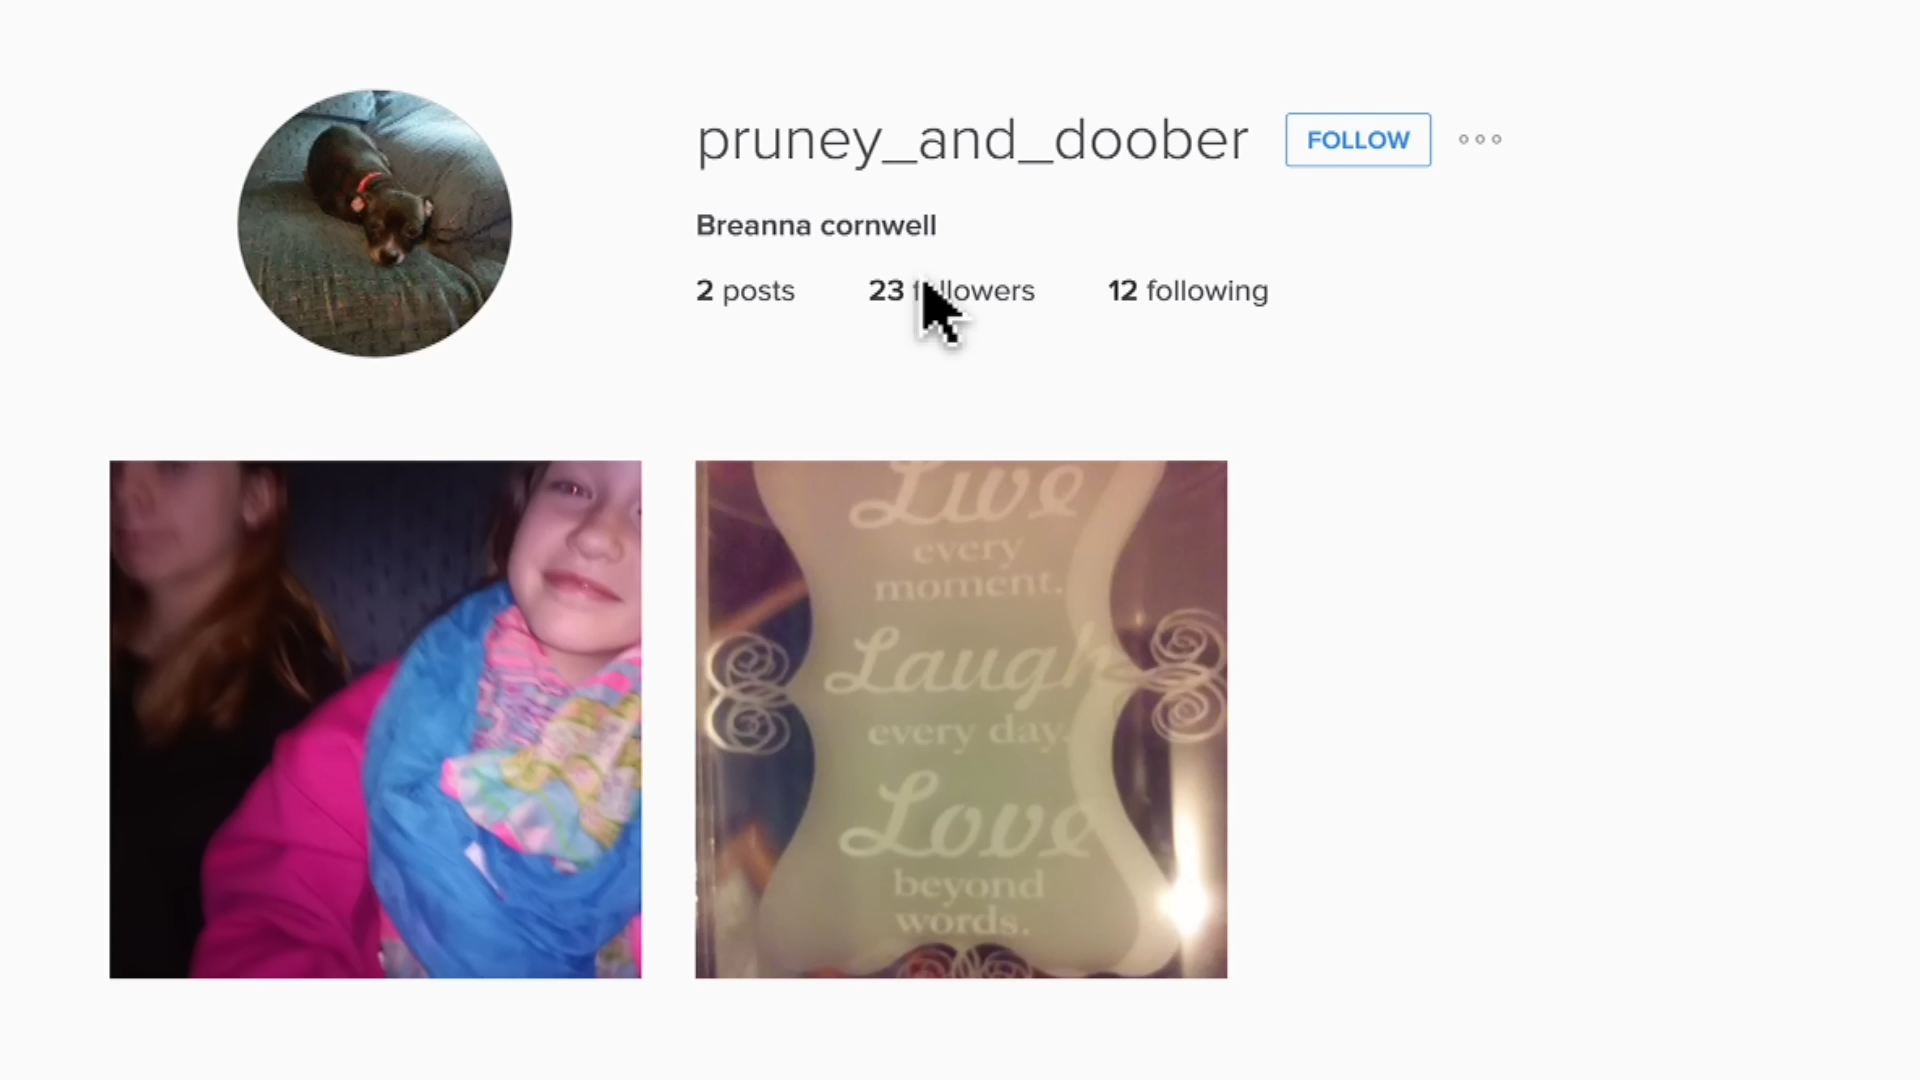 pruney_and_doober FOLLOW
Breanna cornwell
2 posts 23 followers 12 following
Live
every
moment.
Laugh
every day.
Love
beyond
words.